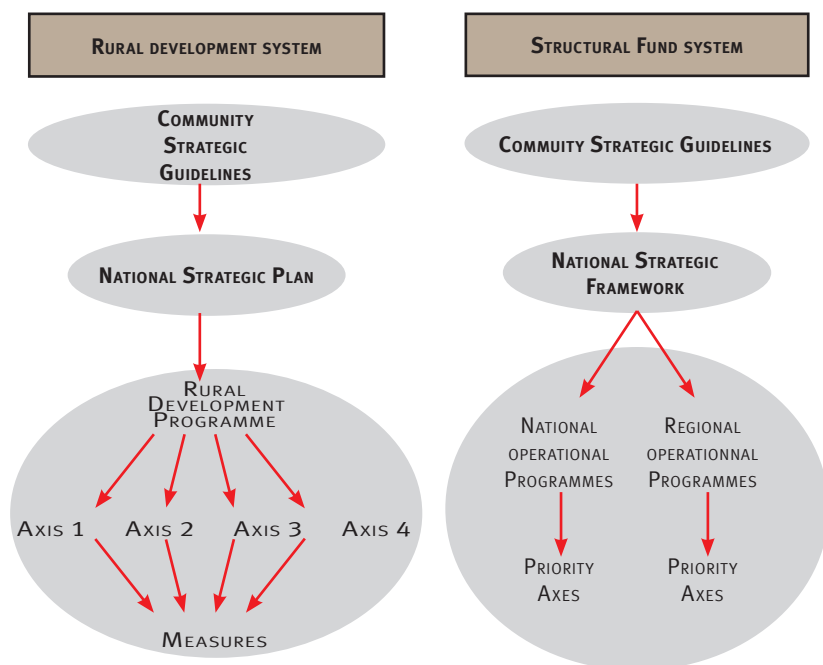 Rural development system
Community
Strategic
Guidelines
National Strategic Plan
Rural
Development
Programme
Axis 1 Axis 2 Axis 3 Axis 4
Measures
Structural Fund system
Commuity Strategic Guidelines
National Strategic
Framework
National
operational
Programmes
Regional
operationnal
Programmes
Priority
Axes
Priority
Axes